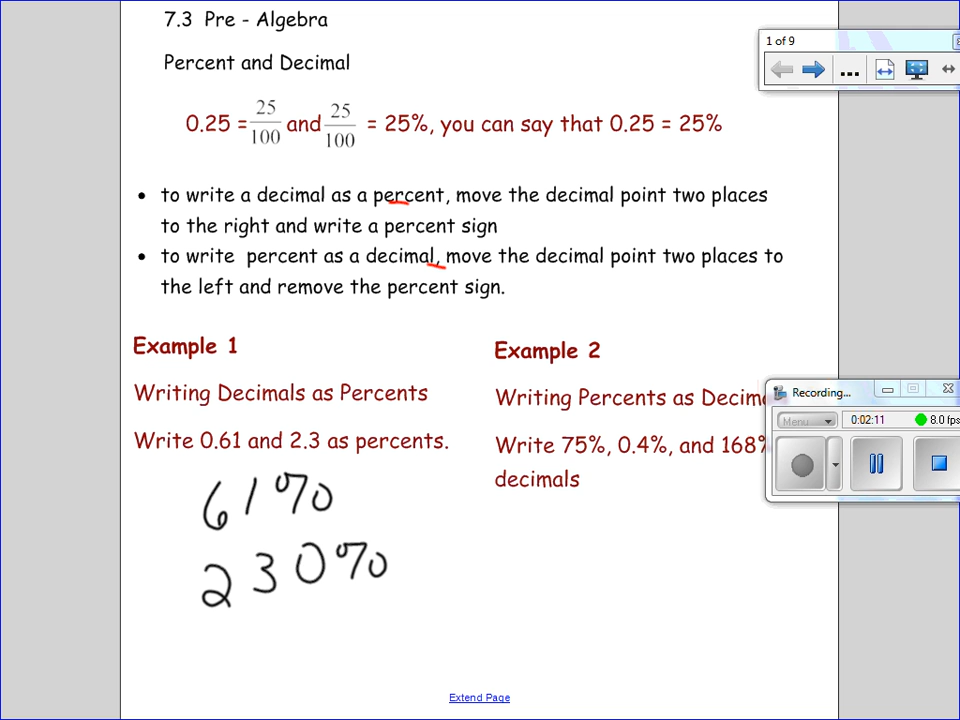 7.3 Pre - Algebra
1 of 9
Percent and Decimal
0.25 = 25/100 and 25/100 = 25%, you can say that 0.25 = 25%
• to write a decimal as a percent, move the decimal point two places
to the right and write a percent sign
• to write percent as a decimal, move the decimal point two places to
the left and remove the percent sign.
Example 1
Writing Decimals as Percents
Write 0.61 and 2.3 as percents.
61%
230%
Example 2
Writing Percents as Decim
Write 75%, 0.4%, and 168%
decimals
Recording...
Menu
0:02:11
8.0 fps
Extend Page